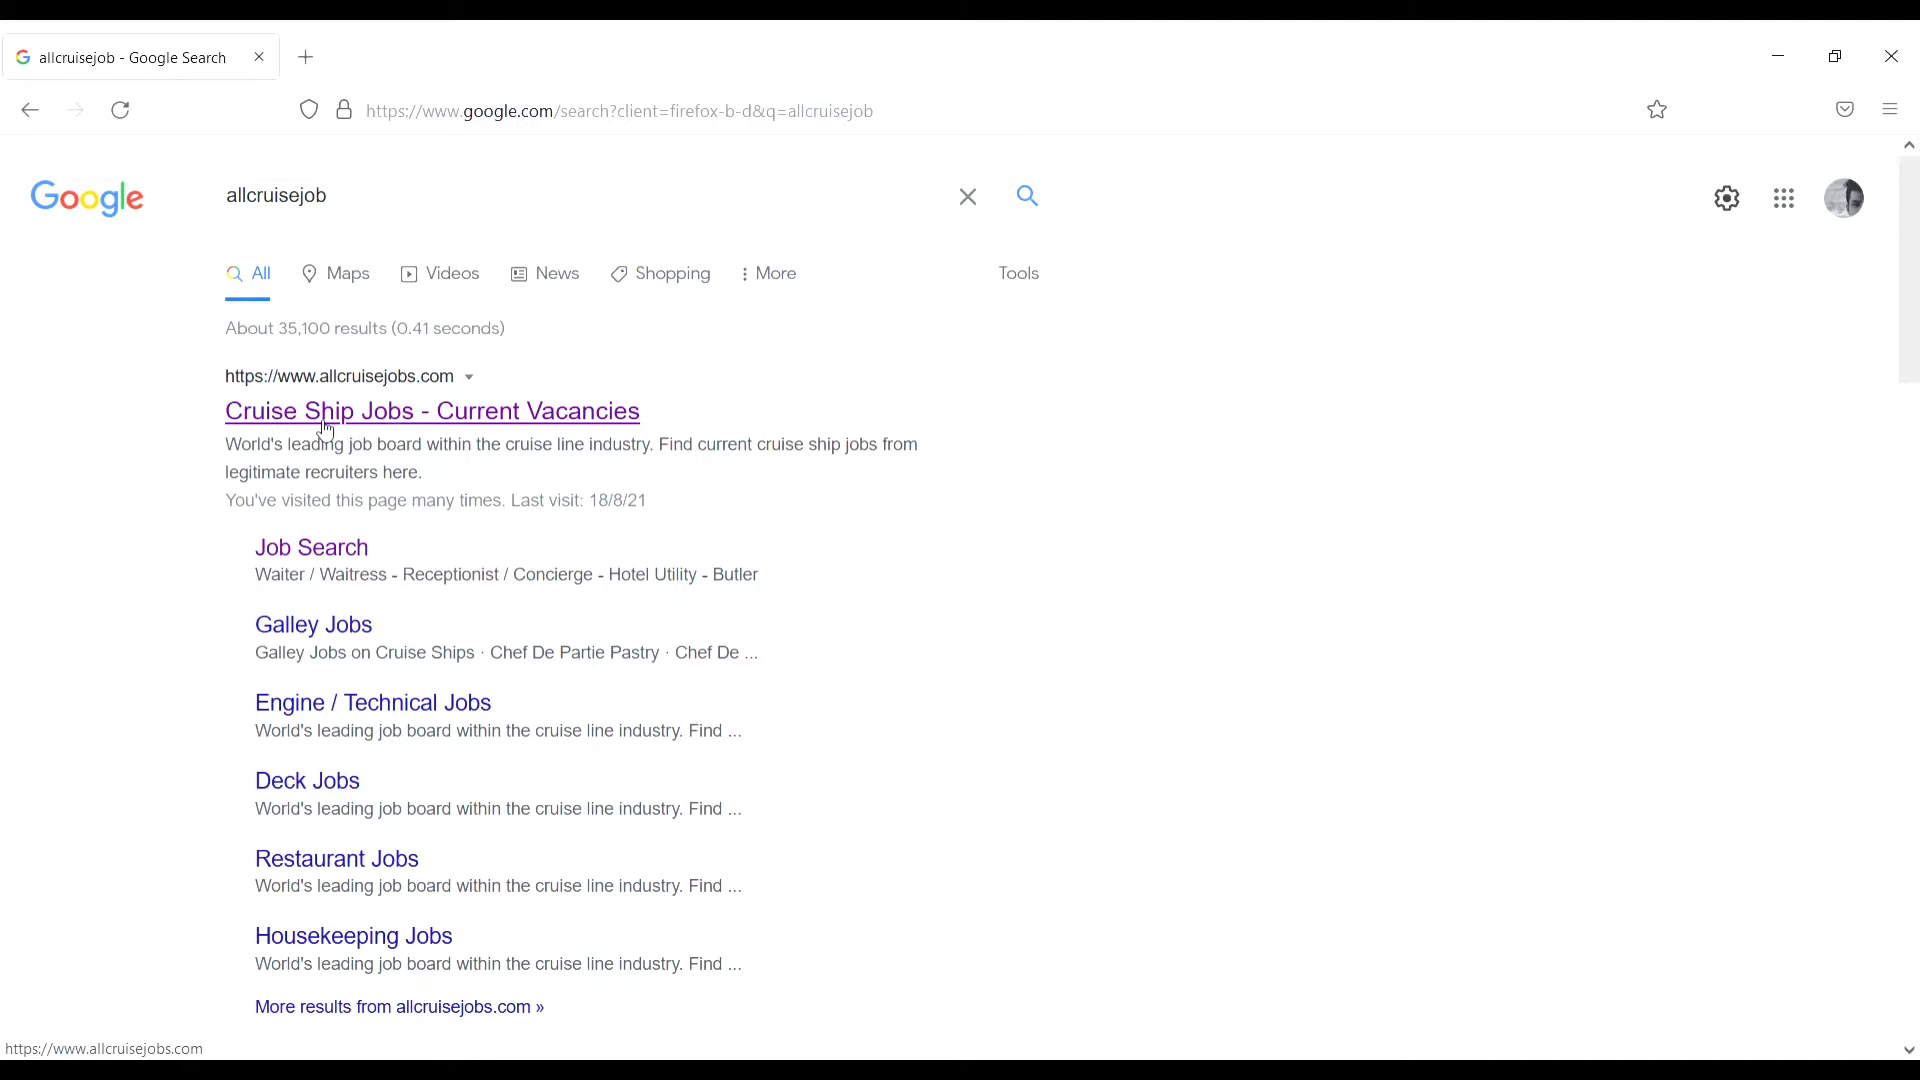 allcruisejob - Google Search
https://www.google.com/search?client=firefox-b-d&q=allcruisejob
Google
allcruisejob
All Maps Videos News Shopping More Tools
About 35,100 results (0.41 seconds)
https://www.allcruisejobs.com
Cruise Ship Jobs - Current Vacancies
World's leading job board within the cruise line industry. Find current cruise ship jobs from
legitimate recruiters here.
You've visited this page many times. Last visit: 18/8/21
Job Search
Waiter / Waitress - Receptionist / Concierge - Hotel Utility - Butler
Galley Jobs
Galley Jobs on Cruise Ships · Chef De Partie Pastry · Chef De ...
Engine / Technical Jobs
World's leading job board within the cruise line industry. Find ...
Deck Jobs
World's leading job board within the cruise line industry. Find ...
Restaurant Jobs
World's leading job board within the cruise line industry. Find ...
Housekeeping Jobs
World's leading job board within the cruise line industry. Find ...
More results from allcruisejobs.com »
https://www.allcruisejobs.com